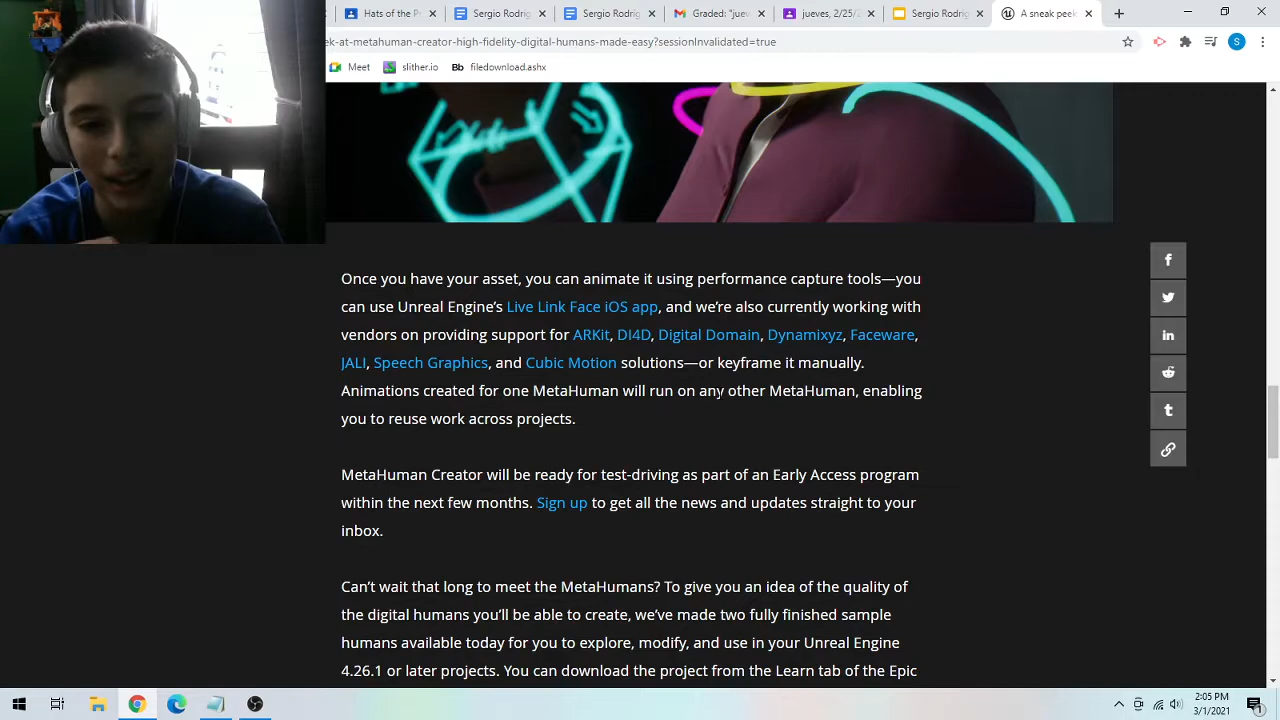 Hats of the P
Sergio Rodrig
Sergio Rodrig
Graded:
jueves 2/25/2
Sergio Rodrig
A sneak peek
ek-at-metahuman-creator-high-fidelity-digital-humans-made-easy?sessionInvalidated=true
S
Meet
slither.io
Bb filedownload.ashx
Once you have your asset, you can animate it using performance capture tools—you
can use Unreal Engine's Live Link Face iOS app, and we're also currently working with
vendors on providing support for ARKit, DI4D, Digital Domain, Dynamixyz, Faceware,
JALI, Speech Graphics, and Cubic Motion solutions—or keyframe it manually.
Animations created for one MetaHuman will run on any other MetaHuman, enabling
you to reuse work across projects.
MetaHuman Creator will be ready for test-driving as part of an Early Access program
within the next few months. Sign up to get all the news and updates straight to your
inbox.
Can't wait that long to meet the MetaHumans? To give you an idea of the quality of
the digital humans you'll be able to create, we've made two fully finished sample
humans available today for you to explore, modify, and use in your Unreal Engine
4.26.1 or later projects. You can download the project from the Learn tab of the Epic
2:05 PM
3/1/2021
1